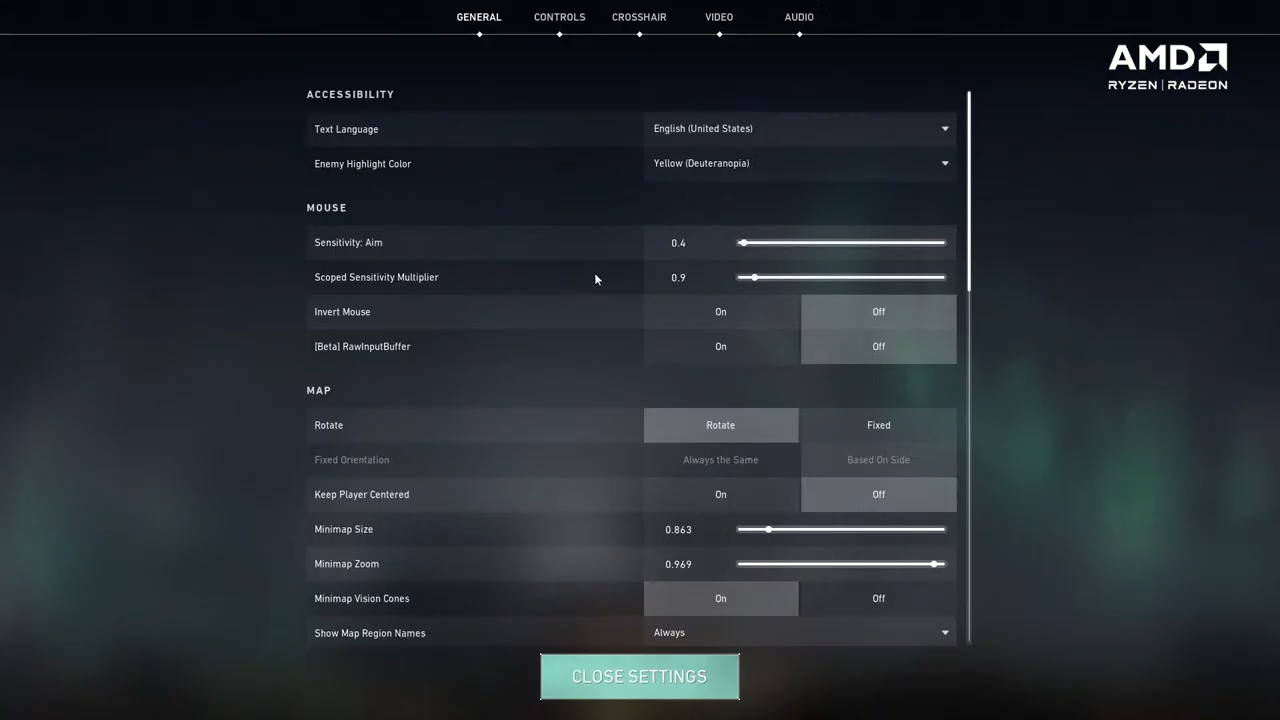 GENERAL CONTROLS CROSSHAIR VIDEO AUDIO
AMD
RYZEN | RADEON
ACCESSIBILITY
Text Language English (United States)
Enemy Highlight Color Yellow (Deuteranopia)
MOUSE
Sensitivity: Aim 0.4
Scoped Sensitivity Multiplier 0.9
Invert Mouse On Off
[Beta] RawInputBuffer On Off
MAP
Rotate Rotate Fixed
Fixed Orientation Always the Same Based On Side
Keep Player Centered On Off
Minimap Size 0.863
Minimap Zoom 0.969
Minimap Vision Cones On Off
Show Map Region Names Always
CLOSE SETTINGS